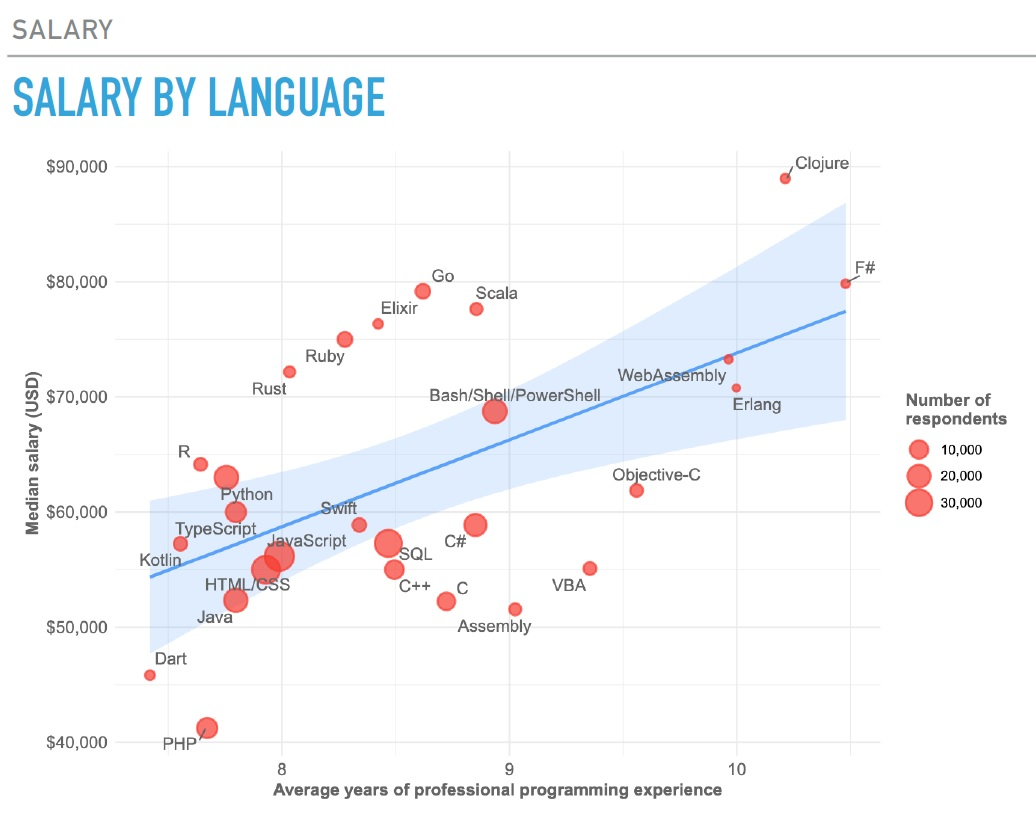 SALARY
SALARY BY LANGUAGE
$90,000
$80,000
$70,000
$60,000
$50,000
$40,000
Median salary (USD)
Clojure
F#
Go
Scala
Elixir
Ruby
Rust
WebAssembly
Bash/Shell/PowerShell
Erlang
R
Objective-C
Python
Swift
TypeScript
JavaScript
C#
Kotlin
SQL
HTML/CSS
C++
C
VBA
Java
Assembly
Dart
PHP
8
9
10
Average years of professional programming experience
Number of
respondents
10,000
20,000
30,000